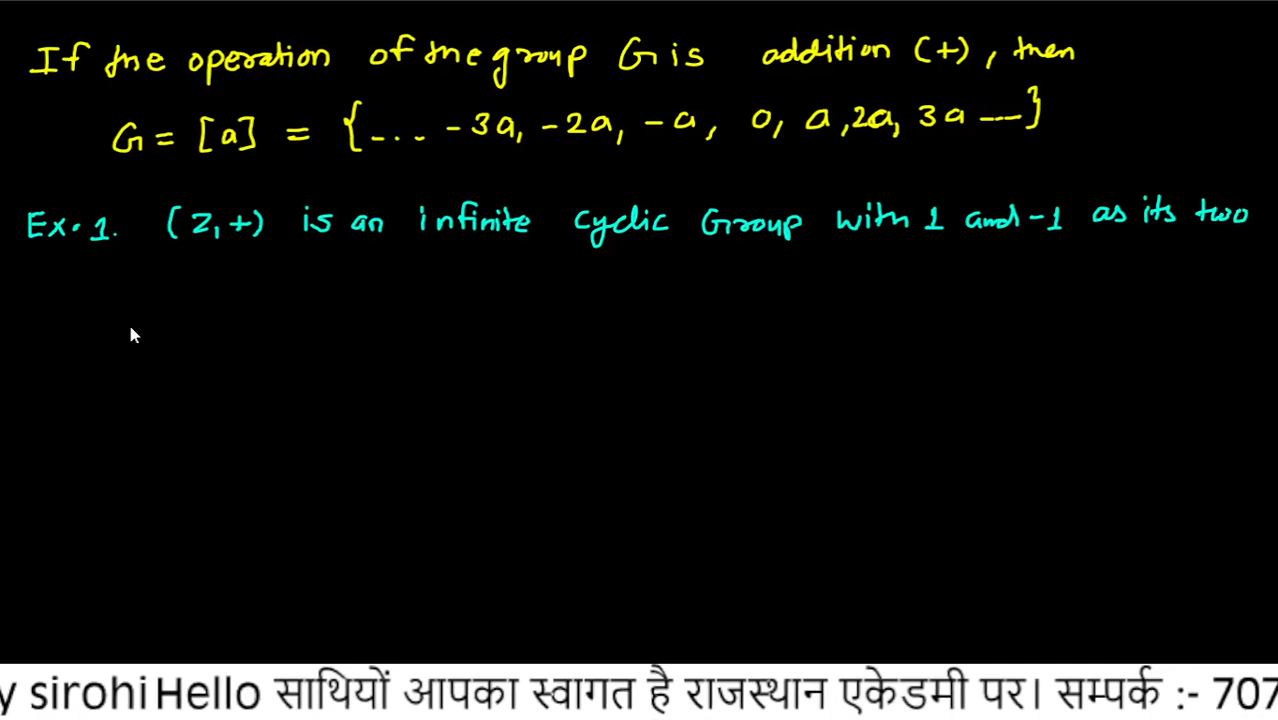 If the operation of the group G is addition (+), then
G = [a] = {... -3a, -2a, -a, 0, a, 2a, 3a ---}
Ex. 1. (Z, +) is an infinite cyclic Group with 1 and -1 as its two
y sirohi Hello साथियों आपका स्वागत है राजस्थान एकेडमी पर। सम्पर्क :- 707